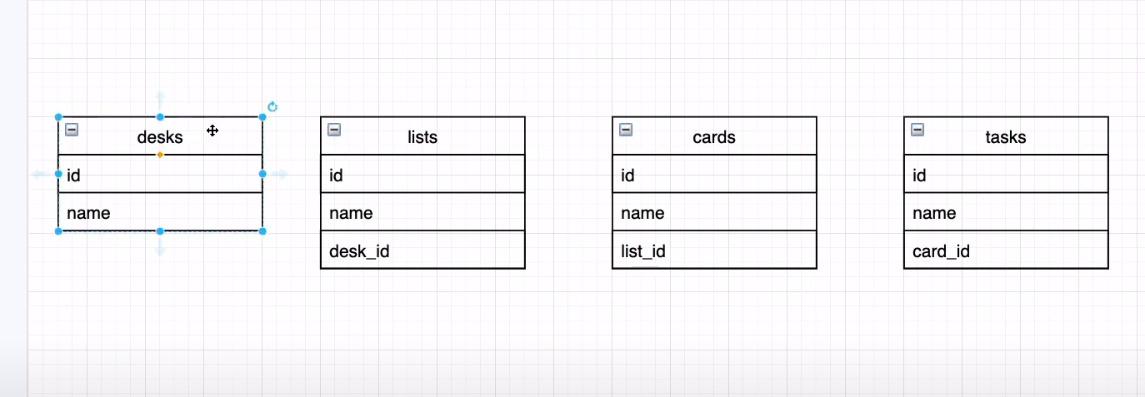 desks
id
name
lists
id
name
desk_id
cards
id
name
list_id
tasks
id
name
card_id